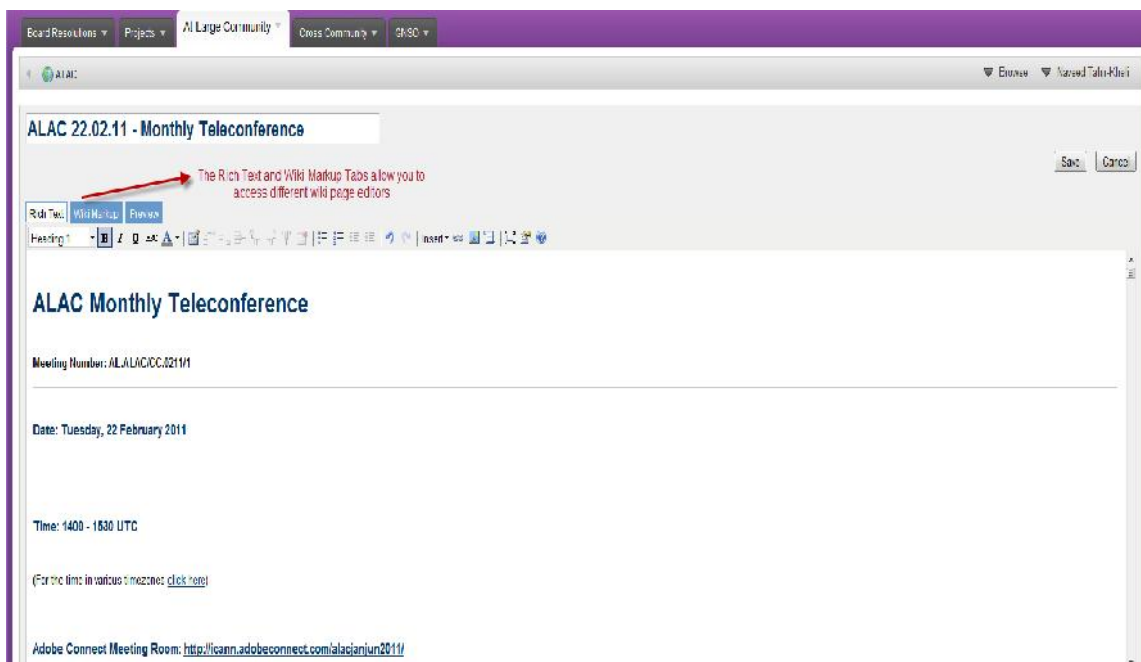 Board Resolutions Projects At-Large Community Cross Community GNSO
ALAC Browse
ALAC 22.02.11 - Monthly Teleconference
Save Cancel
The Rich Text and Wiki Markup Tabs allow you to
access different wiki page editors
Rich Text Wiki Markup Preview
Heading 1 B I U ABC A Insert
ALAC Monthly Teleconference
Meeting Number: AL.ALAC/CC.0211/1
Date: Tuesday, 22 February 2011
Time: 1400 - 1530 UTC
(For the time in various timezones click here)
Adobe Connect Meeting Room: http://icann.adobeconnect.com/alacjanjun2011/